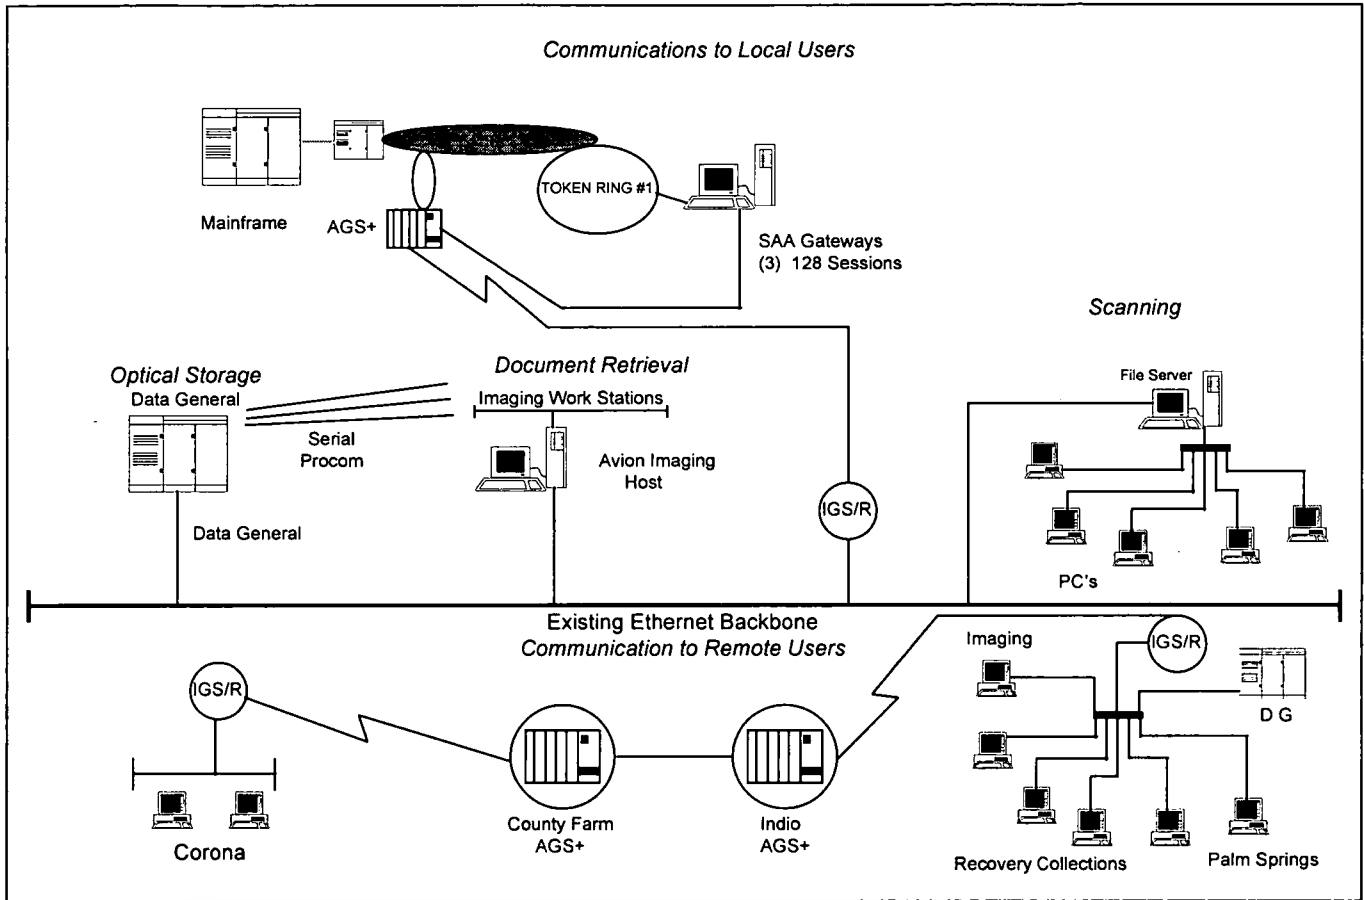 Communications to Local Users
Mainframe
AGS+
TOKEN RING #1
SAA Gateways
(3) 128 Sessions
Scanning
File Server
PC's
Optical Storage
Data General
Serial
Procom
Data General
Document Retrieval
Imaging Work Stations
Avion Imaging
Host
IGS/R
Existing Ethernet Backbone
Communication to Remote Users
IGS/R
Corona
County Farm
AGS+
Indio
AGS+
Imaging
IGS/R
D G
Recovery Collections
Palm Springs